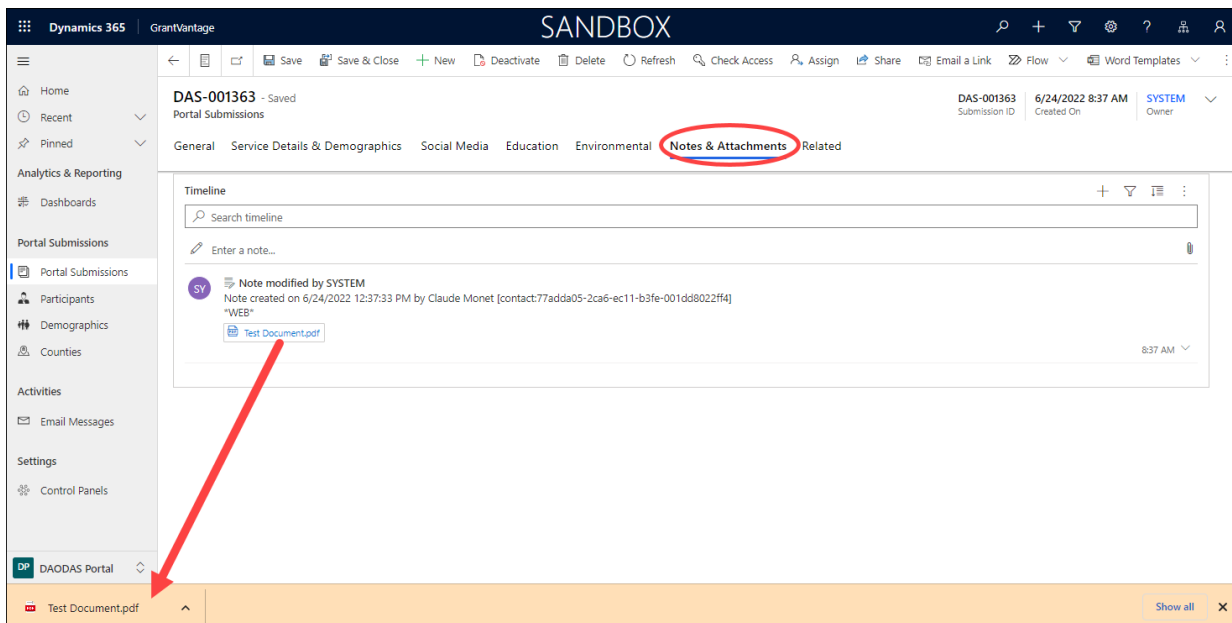 Dynamics 365 GrantVantage SANDBOX
Save Save & Close New Deactivate Delete Refresh Check Access Assign Share Email a Link Flow Word Templates
Home
Recent
Pinned
Analytics & Reporting
Dashboards
Portal Submissions
Portal Submissions
Participants
Demographics
Counties
Activities
Email Messages
Settings
Control Panels
DP DAODAS Portal
DAS-001363 - Saved
Portal Submissions
DAS-001363 6/24/2022 8:37 AM SYSTEM
Submission ID Created On Owner
General Service Details & Demographics Social Media Education Environmental Notes & Attachments Related
Timeline
Search timeline
Enter a note...
SY Note modified by SYSTEM
Note created on 6/24/2022 12:37:33 PM by Claude Monet [contact:77adda05-2ca6-ec11-b3fe-001dd8022ff4]
*WEB*
Test Document.pdf
8:37 AM
Test Document.pdf Show all